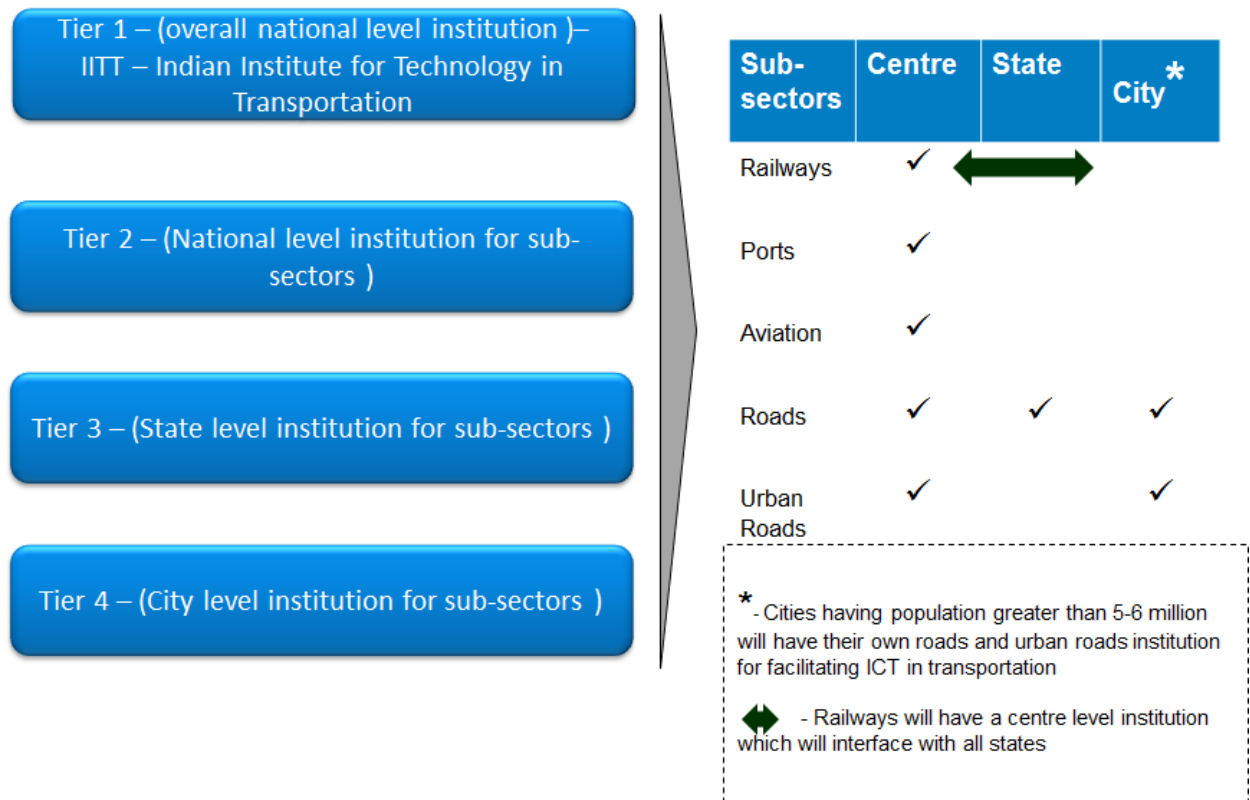 Tier 1 – (overall national level institution )–
IITT – Indian Institute for Technology in
Transportation
Tier 2 – (National level institution for sub-
sectors )
Tier 3 – (State level institution for sub-sectors )
Tier 4 – (City level institution for sub-sectors )
Sub-
sectors
Centre
State
City*
Railways ✓
Ports ✓
Aviation ✓
Roads ✓ ✓ ✓
Urban
Roads ✓ ✓
*- Cities having population greater than 5-6 million
will have their own roads and urban roads institution
for facilitating ICT in transportation
- Railways will have a centre level institution
which will interface with all states